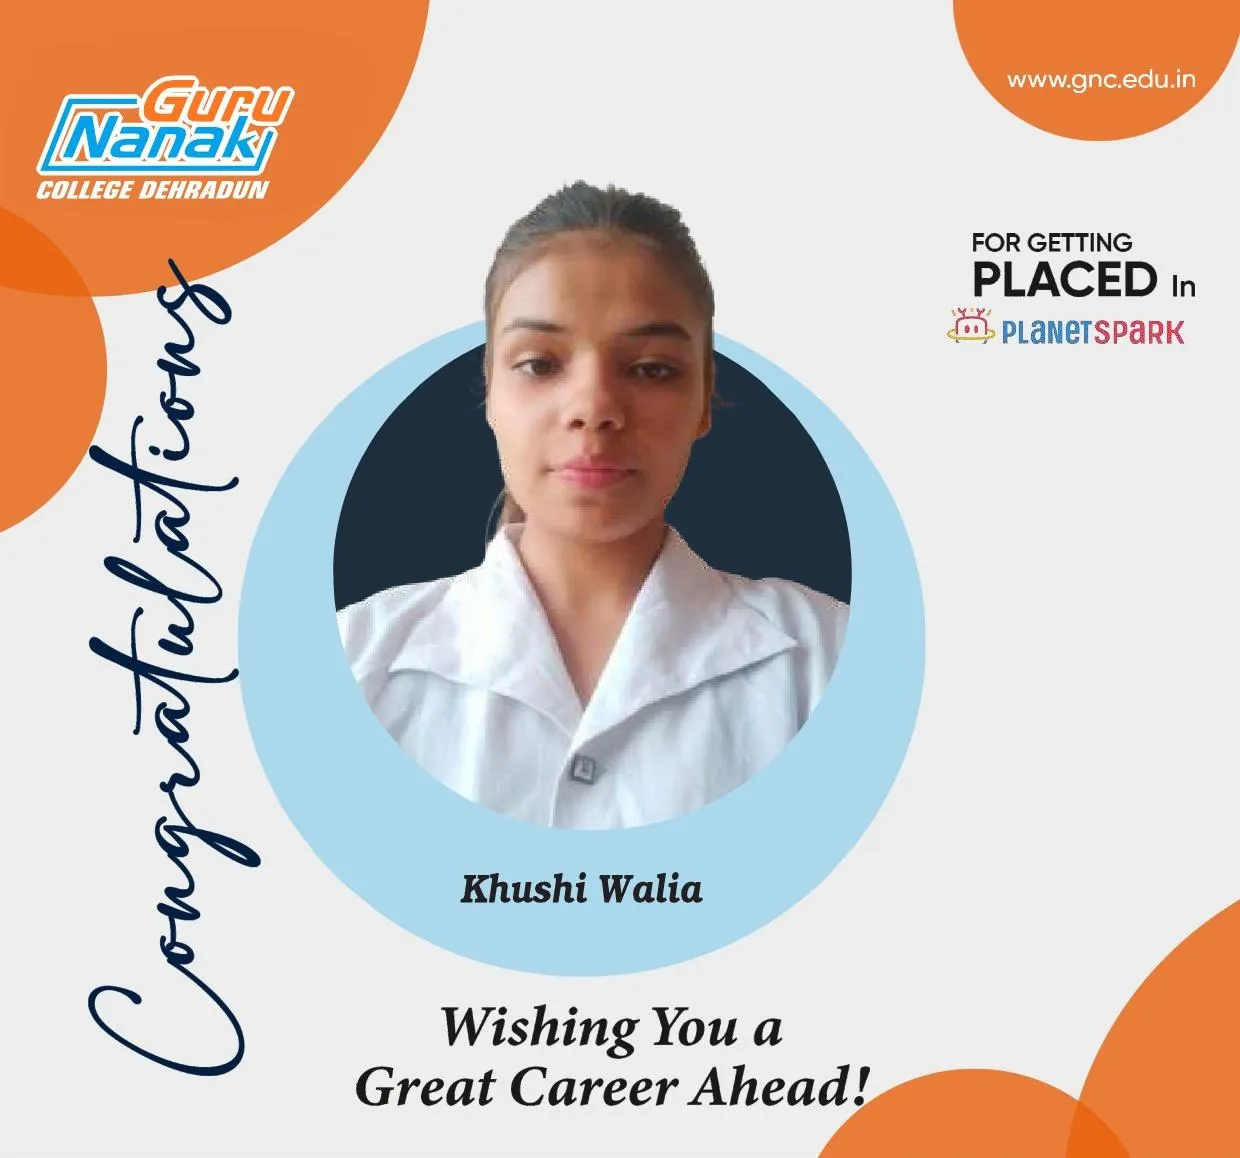 Guru
Nanak
COLLEGE DEHRADUN
www.gnc.edu.in
Congratulations
FOR GETTING
PLACED In
PLANETSPARK
Khushi Walia
Wishing You a
Great Career Ahead!